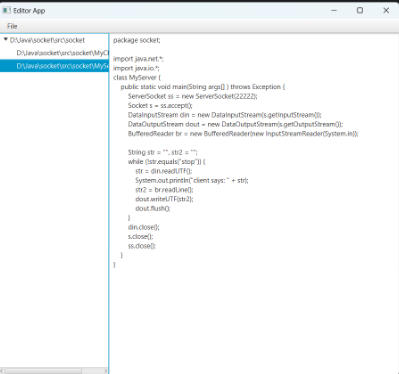 Editor App
File
D:\Java\socket\src\socket
D:\Java\socket\src\socket\MyCl
D:\Java\socket\src\socket\MySe
package socket;
import java.net.*;
import java.io.*;
class MyServer {
public static void main(String args[] ) throws Exception {
ServerSocket ss = new ServerSocket(22222);
Socket s = ss.accept();
DataInputStream din = new DataInputStream(s.getInputStream());
DataOutputStream dout = new DataOutputStream(s.getOutputStream());
BufferedReader br = new BufferedReader(new InputStreamReader(System.in));
String str = "", str2 = "";
while (!str.equals("stop")) {
str = din.readUTF();
System.out.println("client says: " + str);
str2 = br.readLine();
dout.writeUTF(str2);
dout.flush();
}
din.close();
s.close();
ss.close();
}
}